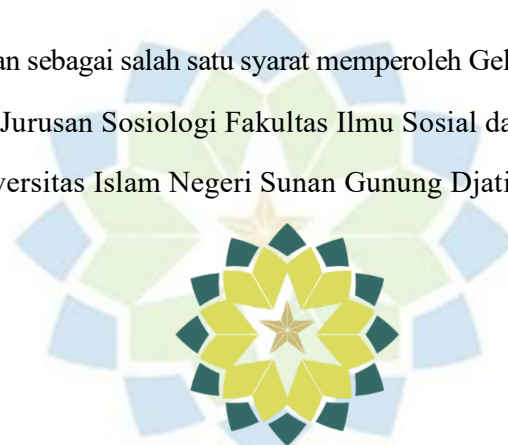 an sebagai salah satu syarat memperoleh Gel
Jurusan Sosiologi Fakultas Ilmu Sosial da
versitas Islam Negeri Sunan Gunung Djati